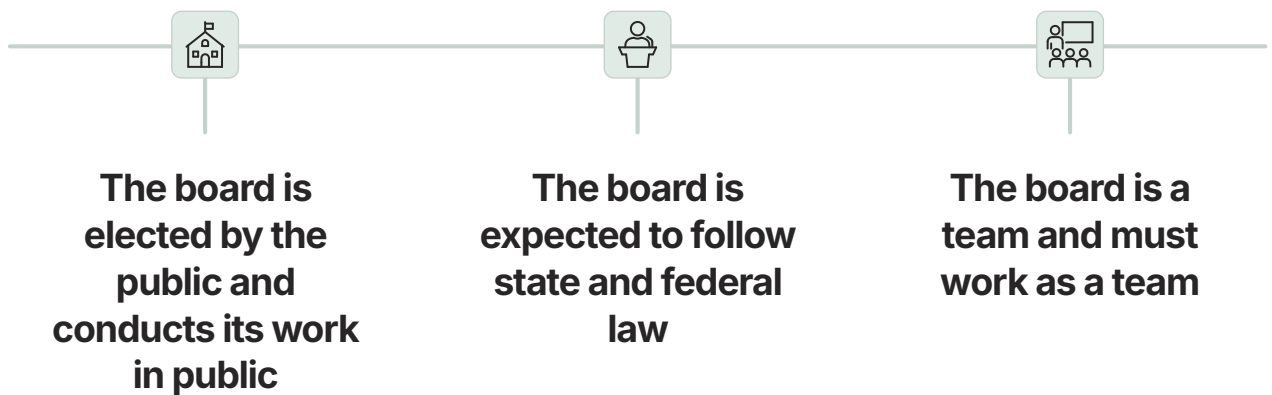 The board is
elected by the
public and
conducts its work
in public
The board is
expected to follow
state and federal
law
The board is a
team and must
work as a team